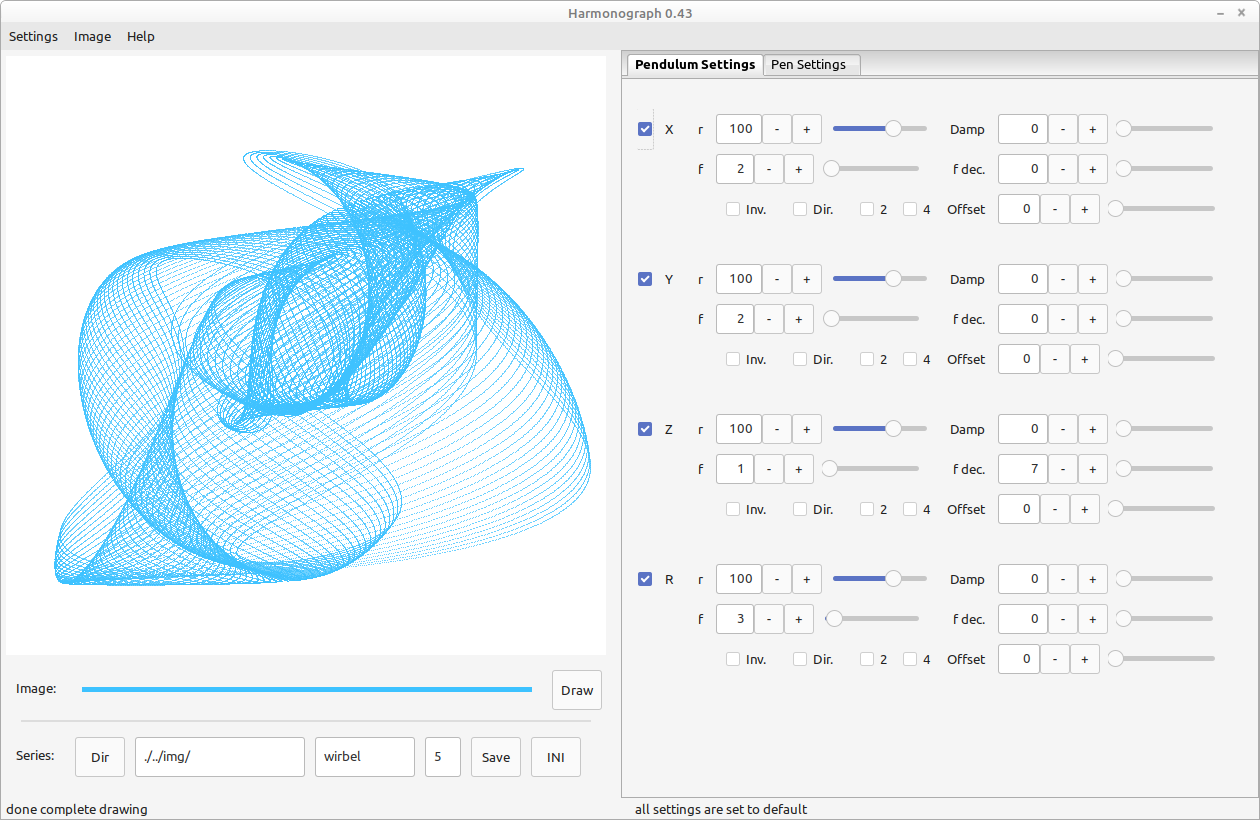 Harmonograph 0.43
Settings Image Help
Pendulum Settings Pen Settings
X r 100 - + Damp 0 - +
f 2 - + f dec. 0 - +
Inv. Dir. 2 4 Offset 0 - +
Y r 100 - + Damp 0 - +
f 2 - + f dec. 0 - +
Inv. Dir. 2 4 Offset 0 - +
Z r 100 - + Damp 0 - +
f 1 - + f dec. 7 - +
Inv. Dir. 2 4 Offset 0 - +
R r 100 - + Damp 0 - +
f 3 - + f dec. 0 - +
Inv. Dir. 2 4 Offset 0 - +
Image: Draw
Series: Dir ./../img/ wirbel 5 Save INI
done complete drawing all settings are set to default